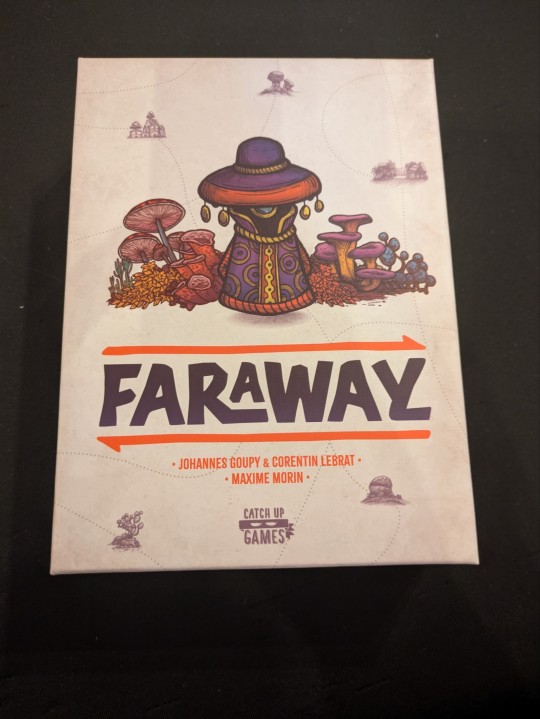 FARAWAY
• JOHANNES GOUPY & CORENTIN LEBRAT •
• MAXIME MORIN •
CATCH UP
GAMES